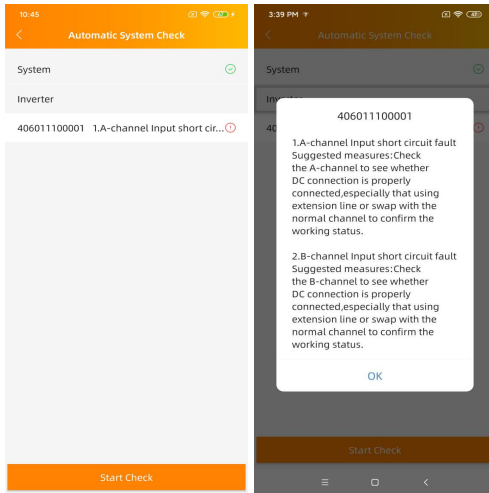 10:45
Automatic System Check
System
Inverter
406011100001 1.A-channel Input short cir...
Start Check
3:39 PM
Automatic System Check
System
406011100001
1.A-channel Input short circuit fault
Suggested measures:Check
the A-channel to see whether
DC connection is properly
connected,especially that using
extension line or swap with the
normal channel to confirm the
working status.
2.B-channel Input short circuit fault
Suggested measures:Check
the B-channel to see whether
DC connection is properly
connected,especially that using
extension line or swap with the
normal channel to confirm the
working status.
OK
Start Check